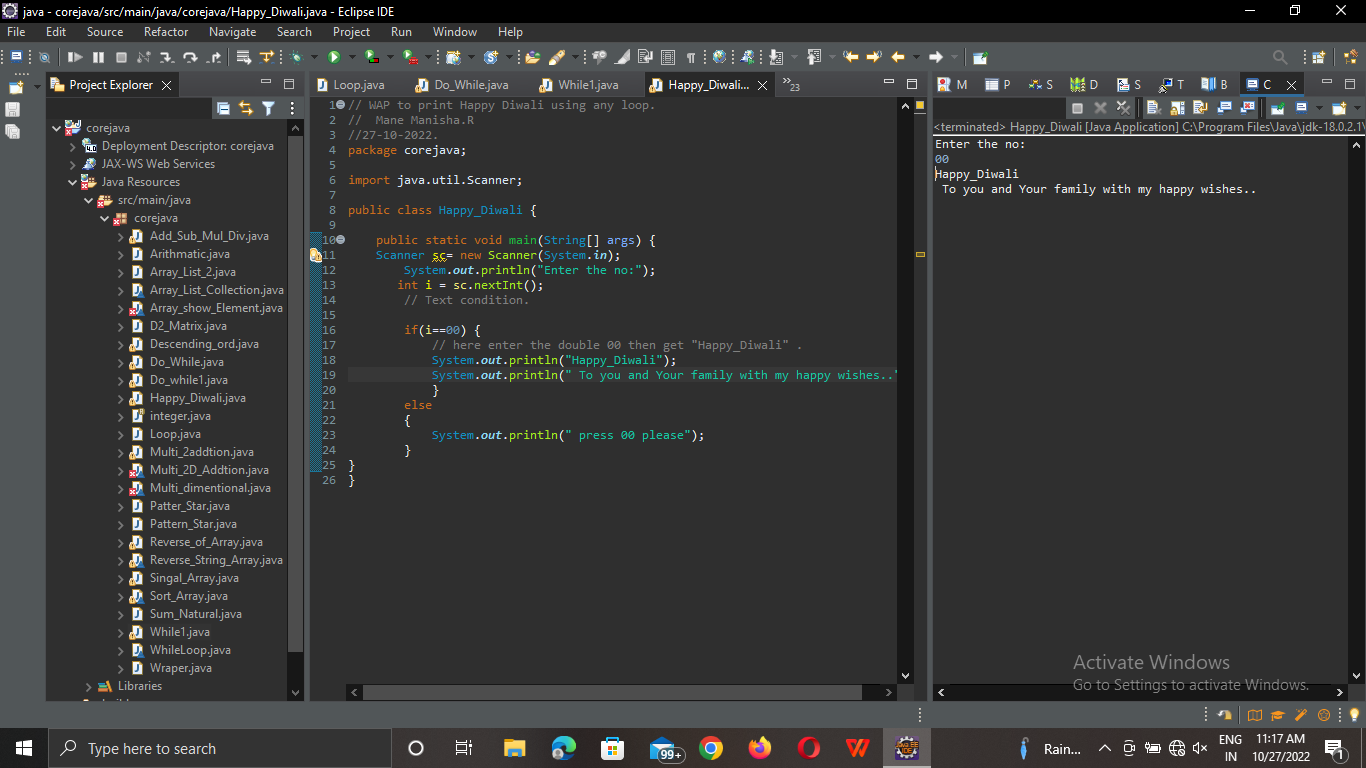 java - corejava/src/main/java/corejava/Happy_Diwali.java - Eclipse IDE
File Edit Source Refactor Navigate Search Project Run Window Help
Project Explorer
corejava
Deployment Descriptor: corejava
JAX-WS Web Services
Java Resources
src/main/java
corejava
Add_Sub_Mul_Div.java
Arithmatic.java
Array_List_2.java
Array_List_Collection.java
Array_show_Element.java
D2_Matrix.java
Descending_ord.java
Do_While.java
Do_while1.java
Happy_Diwali.java
integer.java
Loop.java
Multi_2addtion.java
Multi_2D_Addtion.java
Multi_dimentional.java
Patter_Star.java
Pattern_Star.java
Reverse_of_Array.java
Reverse_String_Array.java
Singal_Array.java
Sort_Array.java
Sum_Natural.java
While1.java
WhileLoop.java
Wraper.java
Libraries
Loop.java Do_While.java While1.java Happy_Diwali... 23
1 // WAP to print Happy Diwali using any loop.
2 //  Mane Manisha.R
3 //27-10-2022.
4 package corejava;
5
6 import java.util.Scanner;
7
8 public class Happy_Diwali {
9
10 public static void main(String[] args) {
11 Scanner sc= new Scanner(System.in);
12 System.out.println("Enter the no:");
13 int i = sc.nextInt();
14 // Text condition.
15
16 if(i==00) {
17 // here enter the double 00 then get "Happy_Diwali" .
18 System.out.println("Happy_Diwali");
19 System.out.println(" To you and Your family with my happy wishes.."
20 }
21 else
22 {
23 System.out.println(" press 00 please");
24 }
25 }
26 }
M P S D S T B C
<terminated> Happy_Diwali [Java Application] C:\Program Files\Java\jdk-18.0.2.1\
Enter the no:
00
Happy_Diwali
 To you and Your family with my happy wishes..
Activate Windows
Go to Settings to activate Windows.
Type here to search
99+
Rain...
ENG
IN
11:17 AM
10/27/2022
1